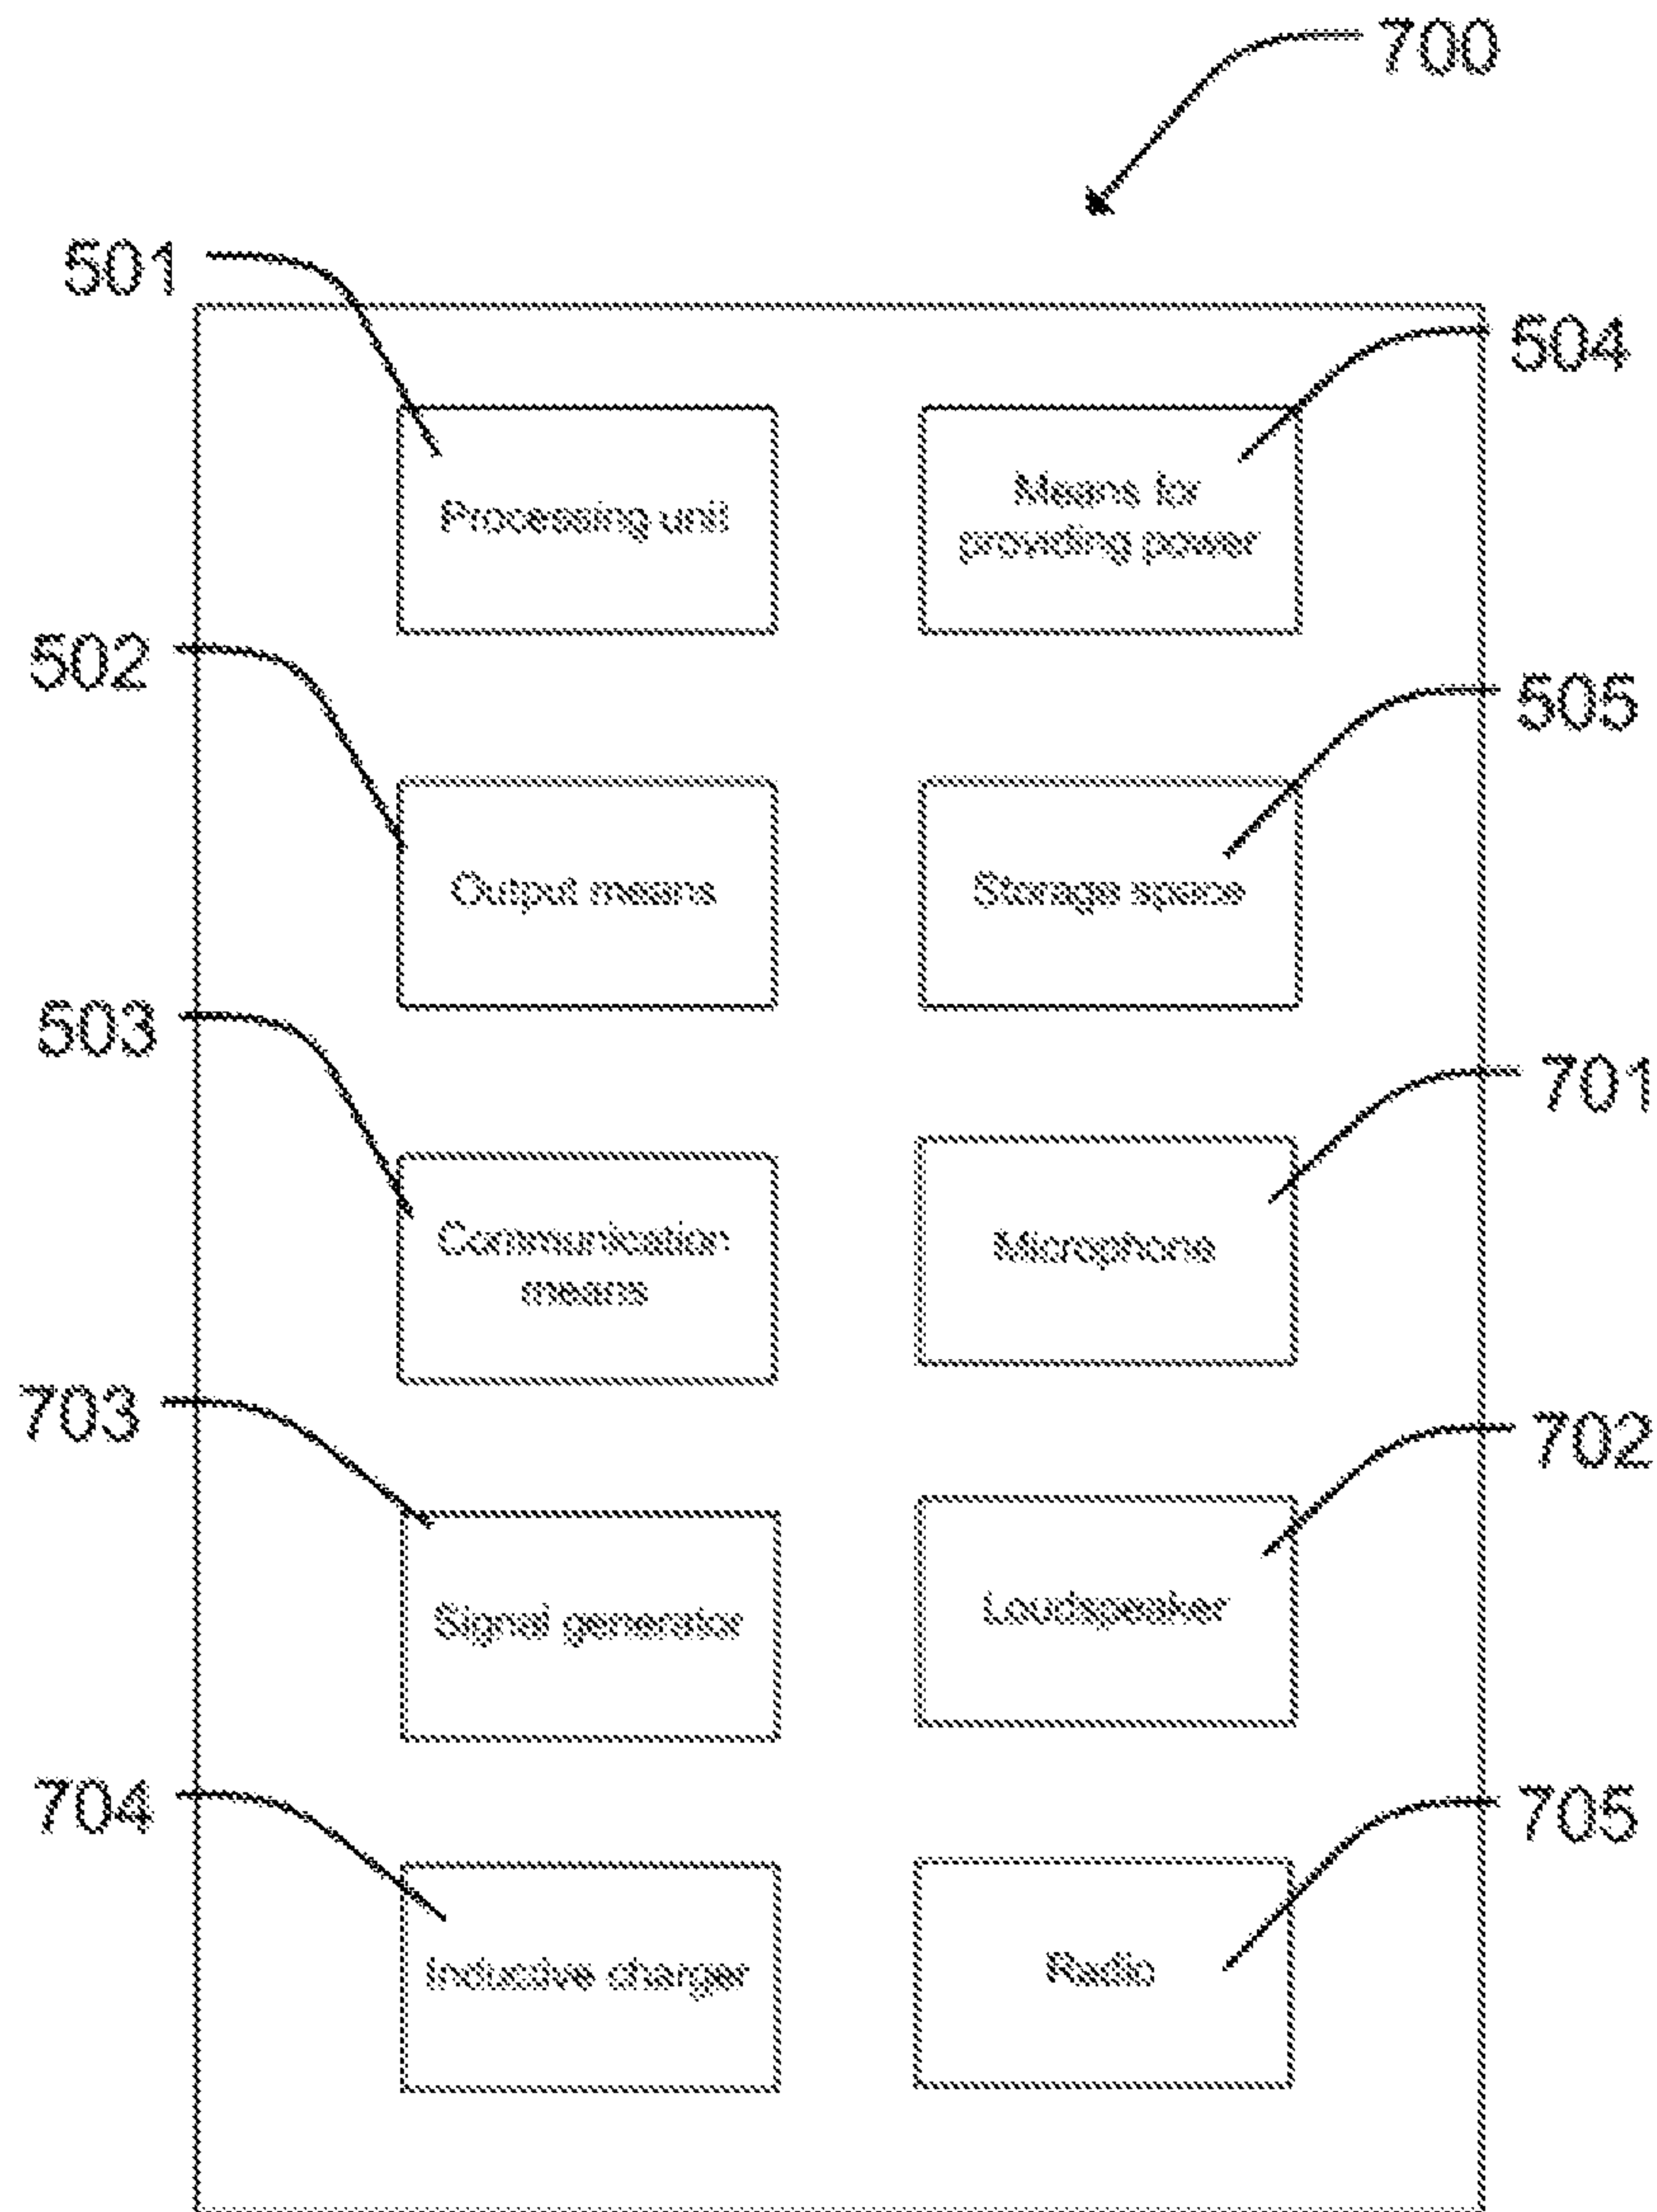 700
501
504
Processing unit
Means for
providing power
502
505
Output means
Storage space
503
701
Communication
means
Microphone
703
702
Signal generator
Loudspeaker
704
705
Inductive charger
Radio